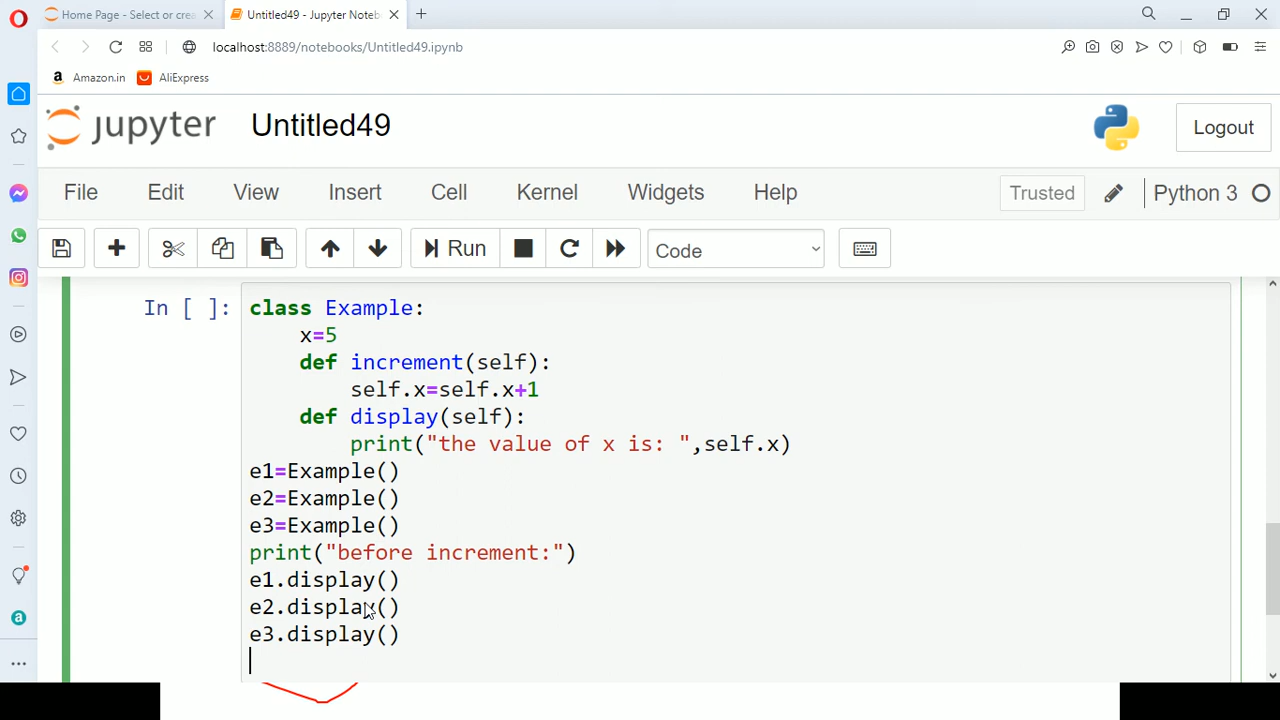 Home Page - Select or crea
Untitled49 - Jupyter Noteb
localhost:8889/notebooks/Untitled49.ipynb
Amazon.in
AliExpress
jupyter Untitled49
Logout
File Edit View Insert Cell Kernel Widgets Help
Trusted
Python 3
Run
Code
In [ ]:
class Example:
    x=5
    def increment(self):
        self.x=self.x+1
    def display(self):
        print("the value of x is: ",self.x)
e1=Example()
e2=Example()
e3=Example()
print("before increment:")
e1.display()
e2.display()
e3.display()